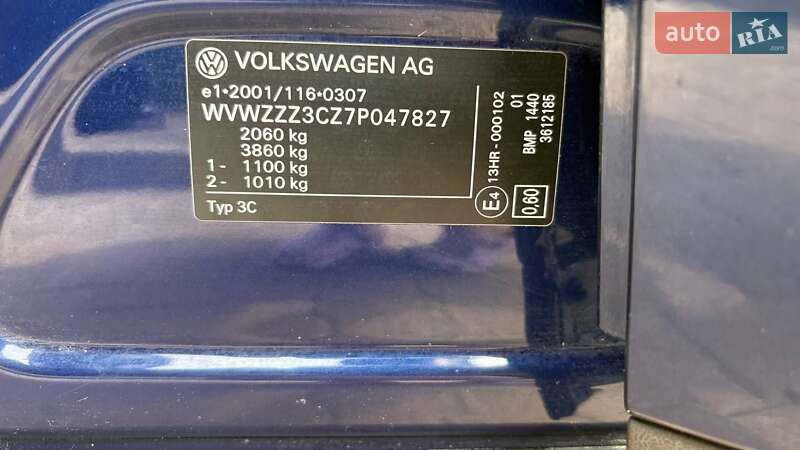 VOLKSWAGEN AG
e1*2001/116*0307
WVWZZZ3CZ7P047827
2060 kg
3860 kg
1- 1100 kg
2- 1010 kg
Typ 3C
E4 13HR-000102
01
BMP 1440
3612185
0,60
auto RIA
.com